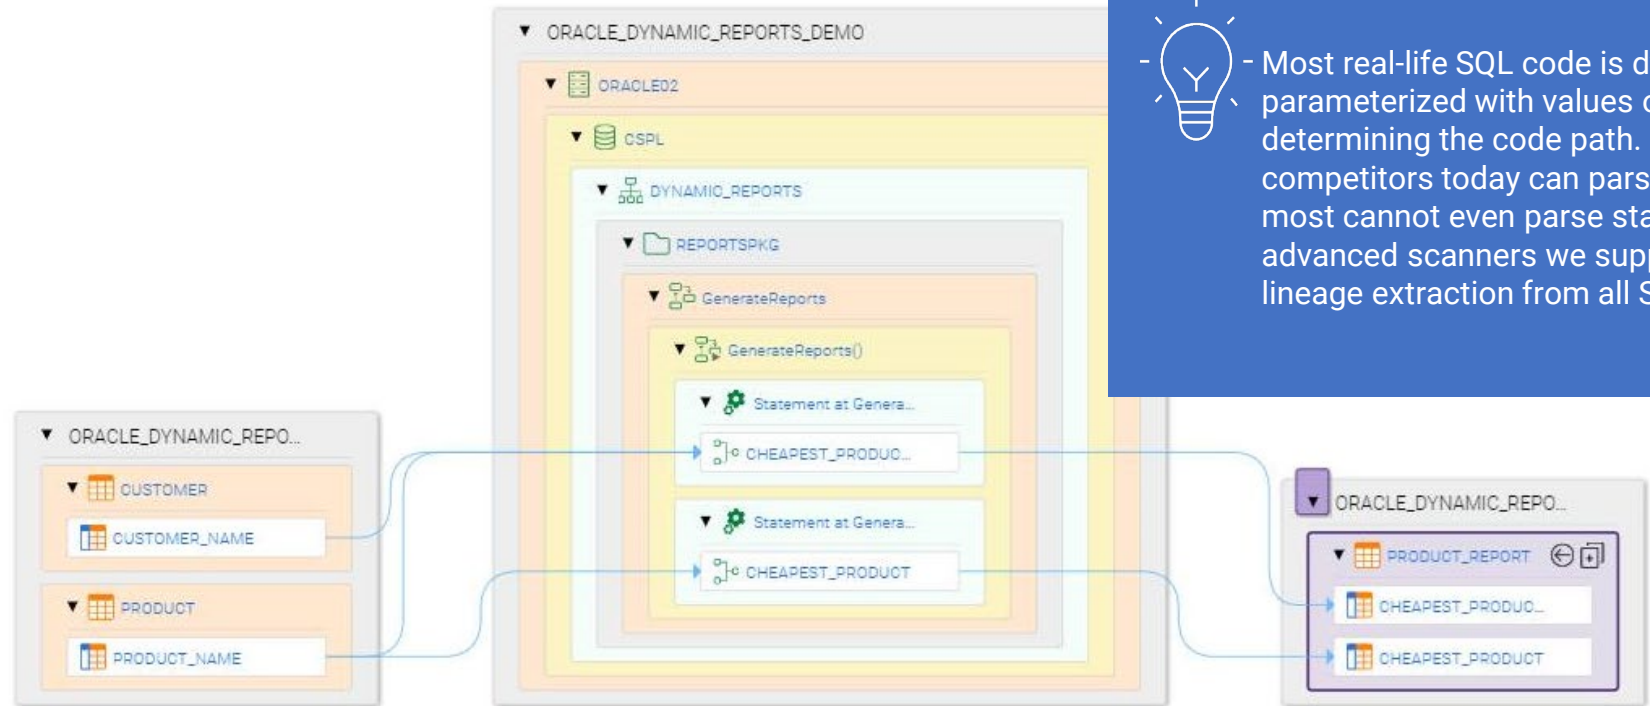 ORACLE_DYNAMIC_REPORTS_DEMO
ORACLE02
CSPL
DYNAMIC_REPORTS
REPORTSPKG
GenerateReports
GenerateReports()
Statement at Genera...
CHEAPEST_PRODUC...
Statement at Genera...
CHEAPEST_PRODUCT
Most real-life SQL code is d
parameterized with values
determining the code path.
competitors today can pars
most cannot even parse sta
advanced scanners we sup
lineage extraction from all S
ORACLE_DYNAMIC_REPO...
CUSTOMER
CUSTOMER_NAME
PRODUCT
PRODUCT_NAME
ORACLE_DYNAMIC_REPO...
PRODUCT_REPORT
CHEAPEST_PRODUC...
CHEAPEST_PRODUCT